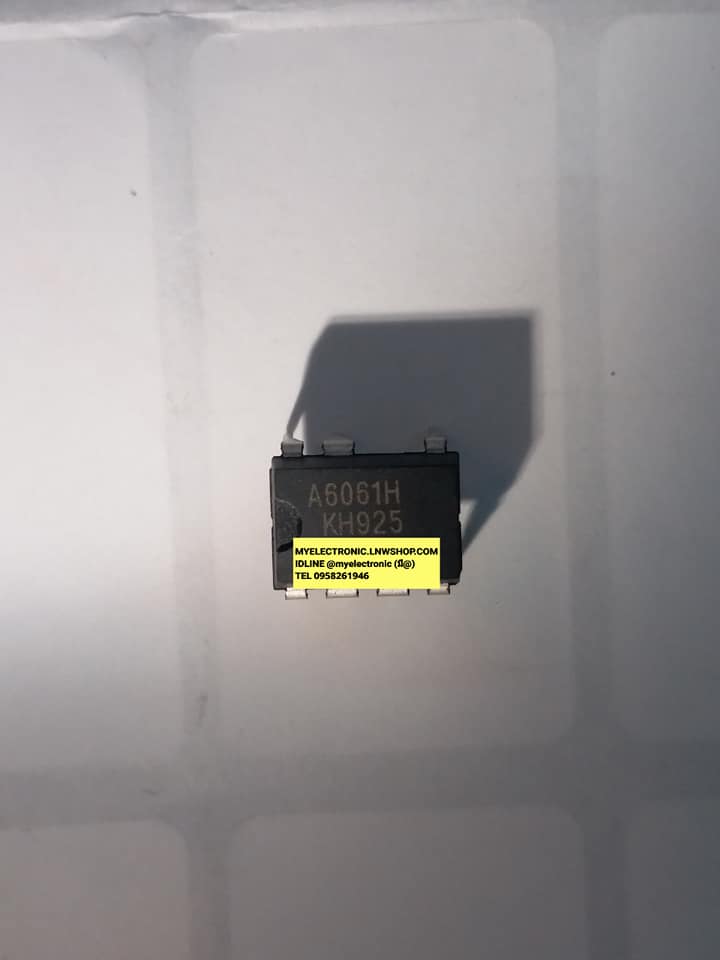 A6061H
KH925
MYELECTRONIC.LNWSHOP.COM
IDLINE @myelectronic (มี@)
TEL 0958261946